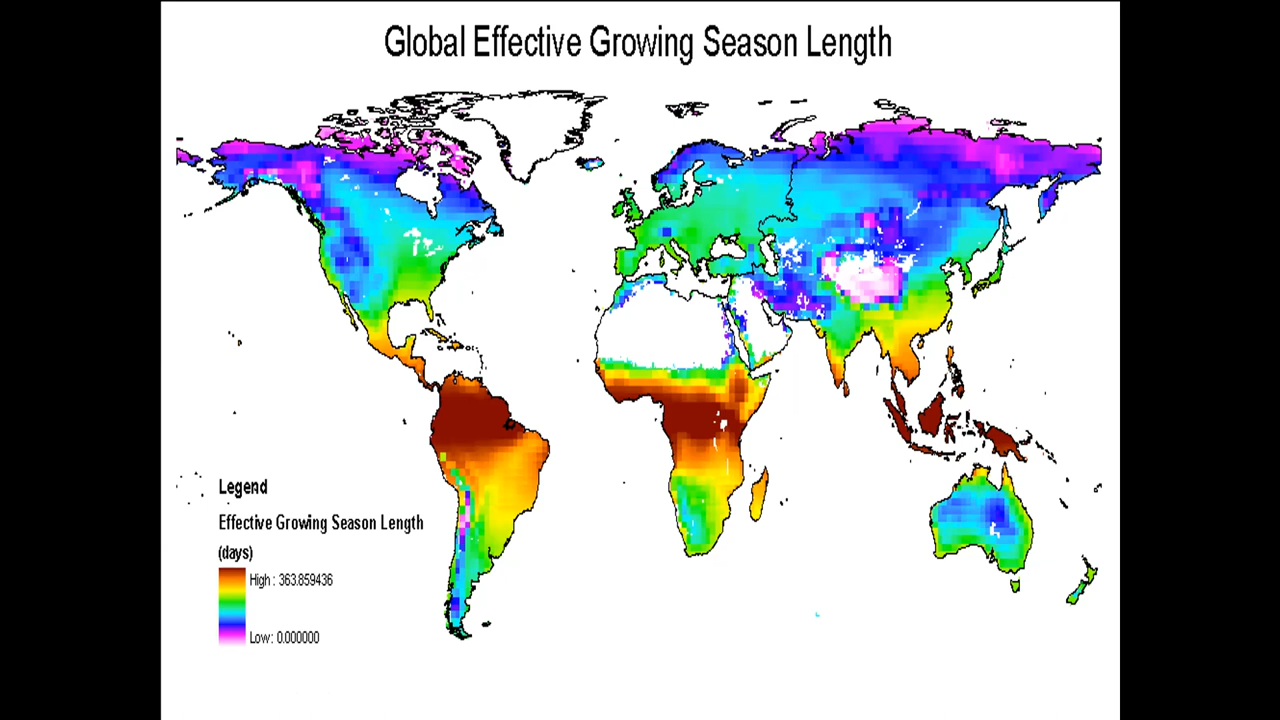 Global Effective Growing Season Length
Legend
Effective Growing Season Length
(days)
High : 363.859436
Low : 0.000000